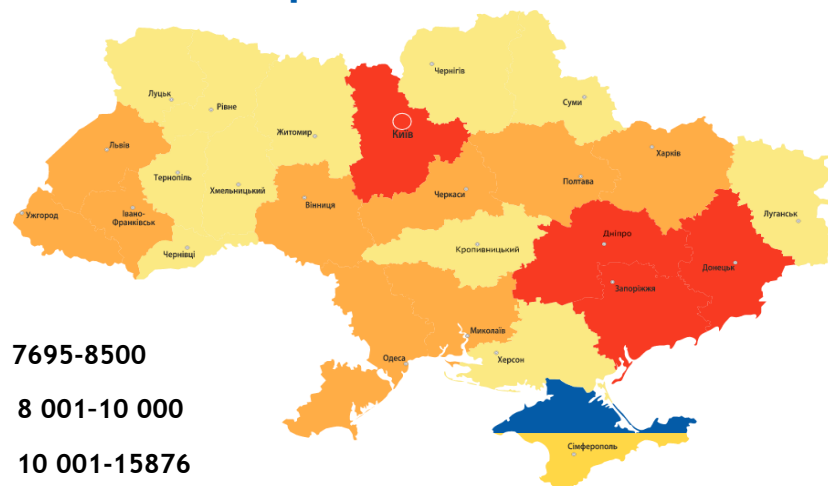 Чернігів
Луцьк
Рівне
Суми
Житомир
Київ
Львів
Харків
Тернопіль
Хмельницький
Полтава
Черкаси
Вінниця
Ужгород
Івано-
Франківськ
Луганськ
Дніпро
Кропивницький
Чернівці
Донецьк
Запоріжжя
Миколаїв
7695-8500
Одеса
Херсон
8 001-10 000
Сімферополь
10 001-15876